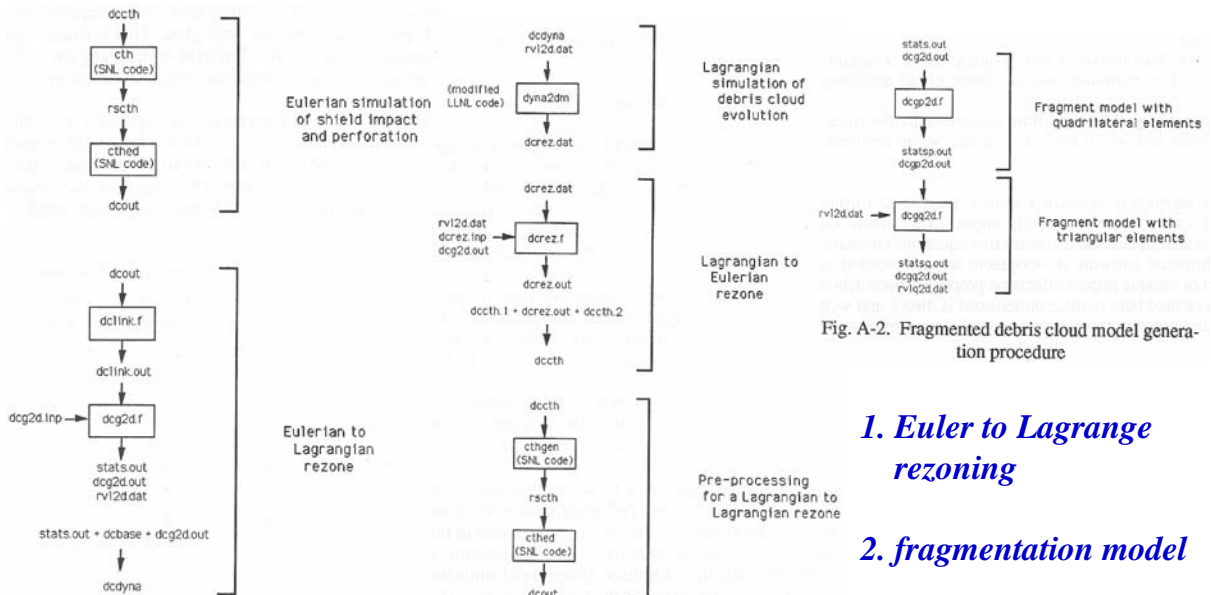 dccth
cth
(SNL code)
rscth
cthed
(SNL code)
dcout
Eulerian simulation
of shield impact
and perforation
dcout
dclink.f
dclink.out
dcg2d.inp
dcg2d.f
stats.out
dcg2d.out
rvl2d.dat
stats.out + dcbase + dcg2d.out
dcdyna
Eulerian to
Lagrangian
rezone
dcdyna
rvl2d.dat
(modified
LLNL code)
dyna2dm
drez.dat
Lagrangian
simulation of
debris cloud
evolution
dcrez.dat
rvl2d.dat
dcrez.inp
dcg2d.out
dcrez.f
dcrez.out
dccth.1 + dcrez.out + dccth.2
dccth
Lagrangian to
Eulerian
rezone
dccth
cthgen
(SNL code)
rscth
cthed
(SNL code)
dcout
Pre-processing
for a Lagrangian to
Lagrangian rezone
stats.out
dcg2d.out
dcgp2d.f
statsp.out
dcgp2d.out
Fragment model with
quadrilateral elements
rvl2d.dat
dcgq2d.f
statsq.out
dcgq2d.out
rvlq2d.dat
Fragment model with
triangular elements
Fig. A-2. Fragmented debris cloud model genera-
tion procedure
1. Euler to Lagrange
rezoning
2. fragmentation model